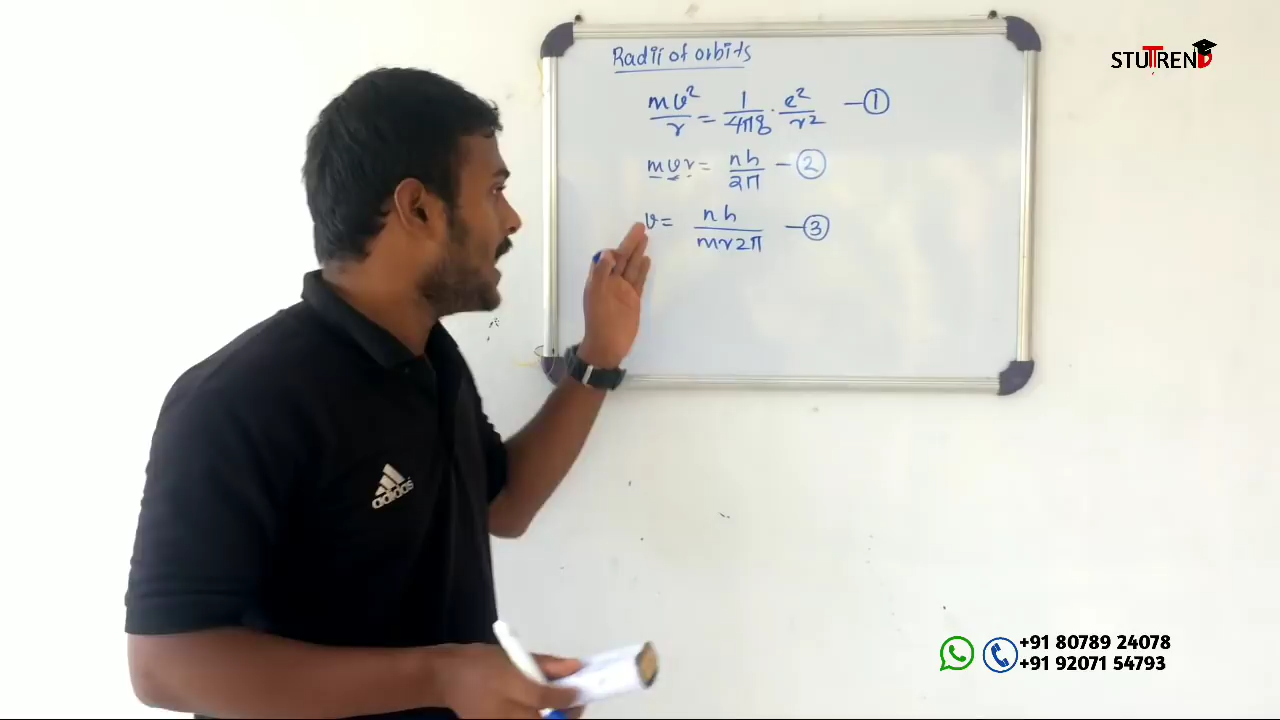 Radii of orbits
mv²/r = 1/4πε · e²/r² — ①
mvr = nh/2π — ②
v = nh/mr2π — ③
STUTREND
adidas
+91 80789 24078
+91 92071 54793